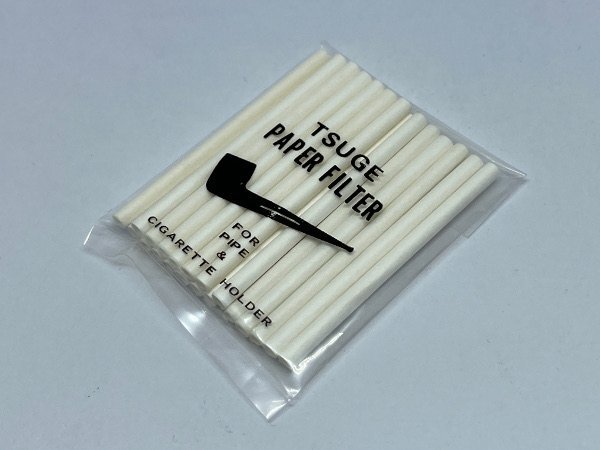 TSUGE
PAPER FILTER
FOR
PIPE
&
CIGARETTE HOLDER